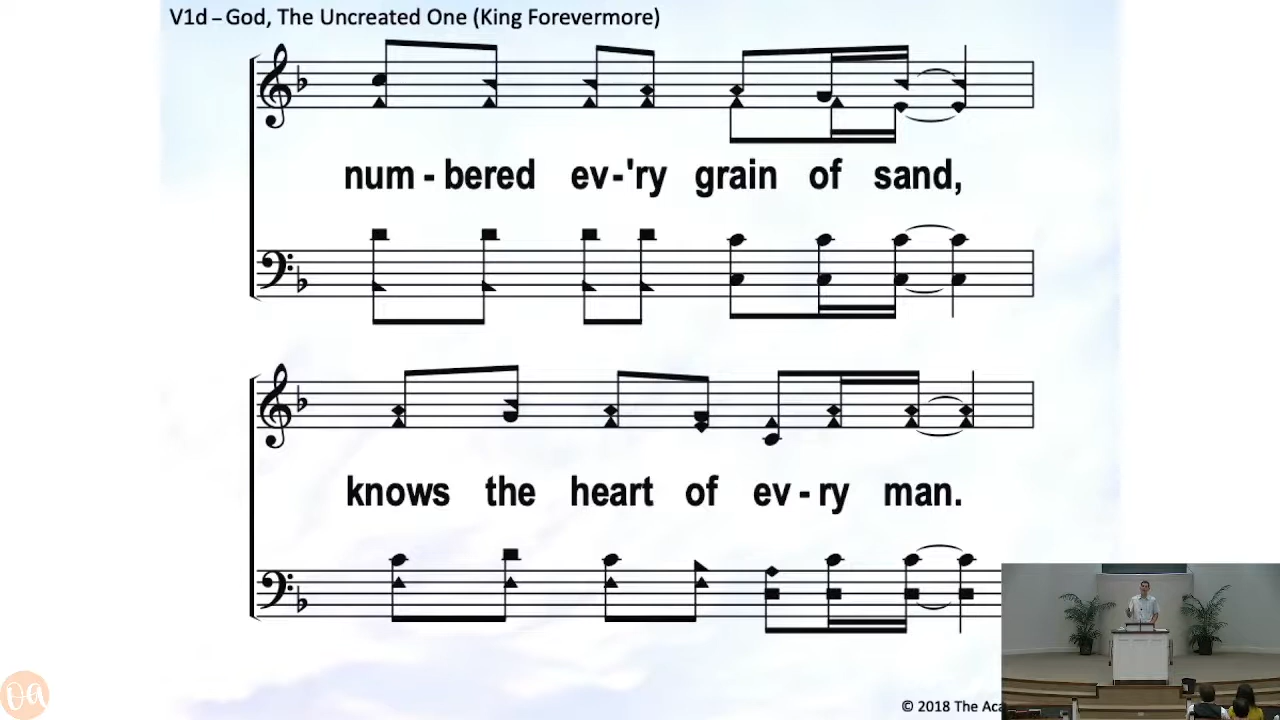 V1d – God, The Uncreated One (King Forevermore)
num - bered ev-'ry grain of sand,
knows the heart of ev - ry man.
© 2018 The
oa